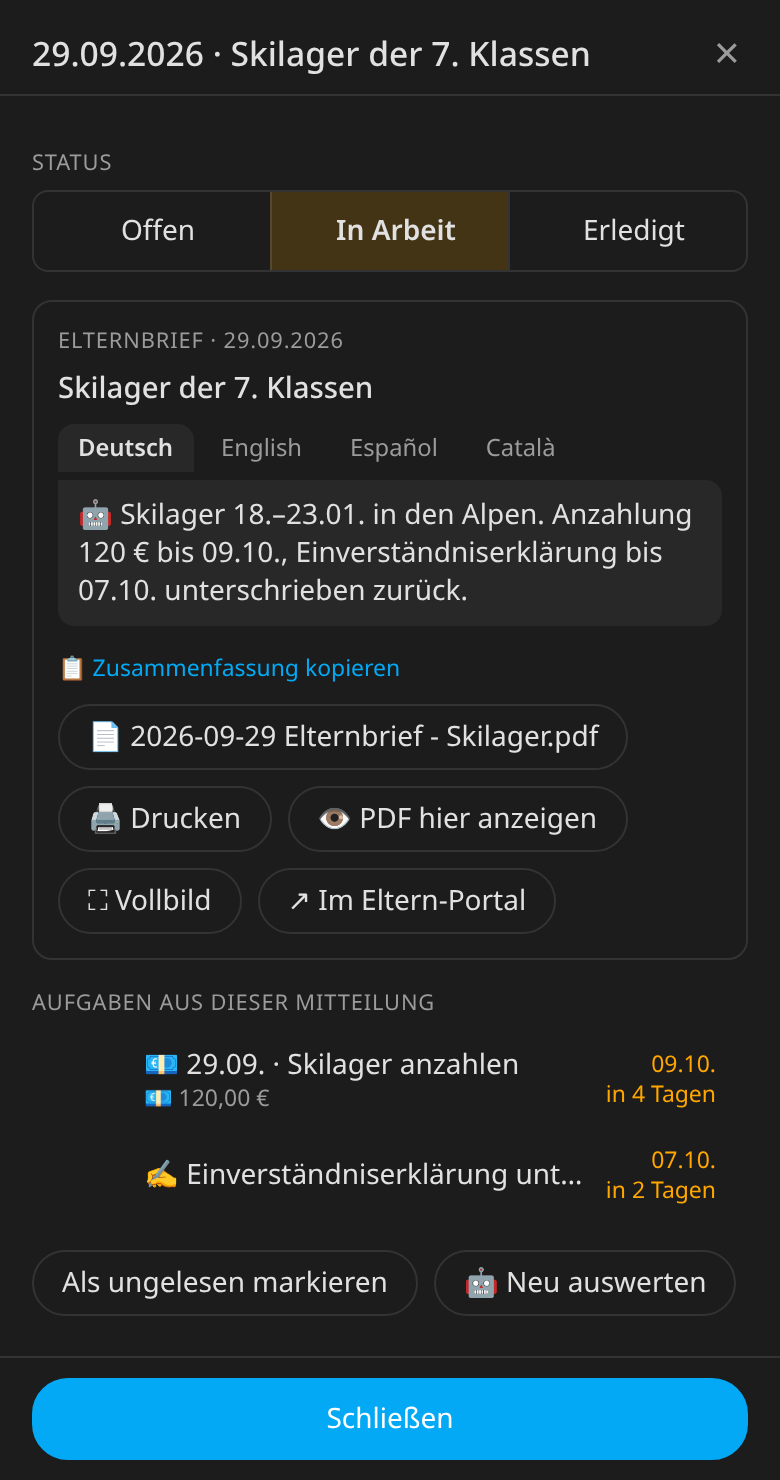 29.09.2026 · Skilager der 7. Klassen ✕
STATUS
Offen In Arbeit Erledigt
ELTERNBRIEF · 29.09.2026
Skilager der 7. Klassen
Deutsch English Español Català
🤖 Skilager 18.–23.01. in den Alpen. Anzahlung
120 € bis 09.10., Einverständniserklärung bis
07.10. unterschrieben zurück.
📋 Zusammenfassung kopieren
📄 2026-09-29 Elternbrief - Skilager.pdf
🖨️ Drucken 👁️ PDF hier anzeigen
⛶ Vollbild ↗ Im Eltern-Portal
AUFGABEN AUS DIESER MITTEILUNG
💶 29.09. · Skilager anzahlen 09.10.
💶 120,00 € in 4 Tagen
✍️ Einverständniserklärung unt… 07.10.
in 2 Tagen
Als ungelesen markieren 🤖 Neu auswerten
Schließen